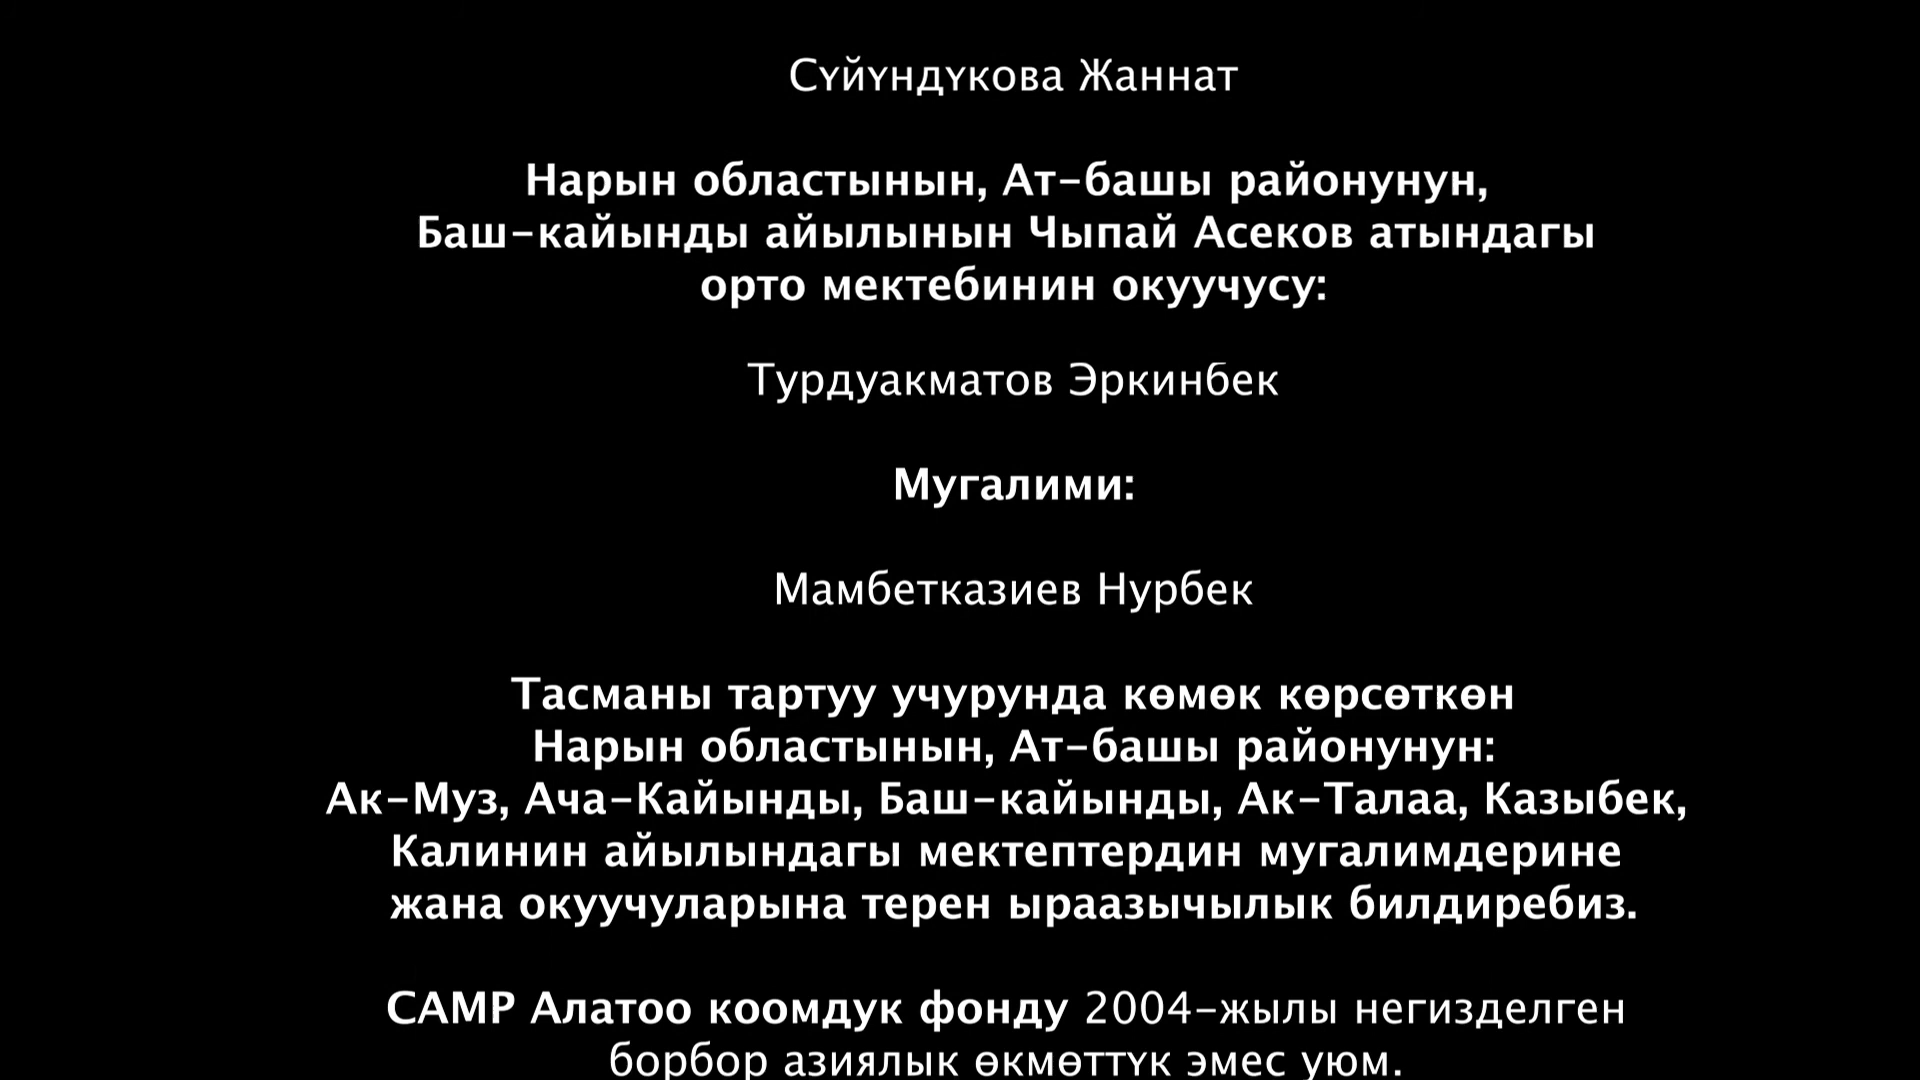 Сүйүндүкова Жаннат
Нарын областынын, Ат-башы районунун,
Баш-кайынды айылынын Чыпай Асеков атындагы
орто мектебинин окуучусу:
Турдуакматов Эркинбек
Мугалими:
Мамбетказиев Нурбек
Тасманы тартуу учурунда көмөк көрсөткөн
Нарын областынын, Ат-башы районунун:
Ак-Муз, Ача-Кайынды, Баш-кайынды, Ак-Талаа, Казыбек,
Калинин айылындагы мектептердин мугалимдерине
жана окуучуларына терен ыраазычылык билдиребиз.
CAMP Алатоо коомдук фонду 2004-жылы негизделген
борбор азиялык өкмөттүк эмес уюм.